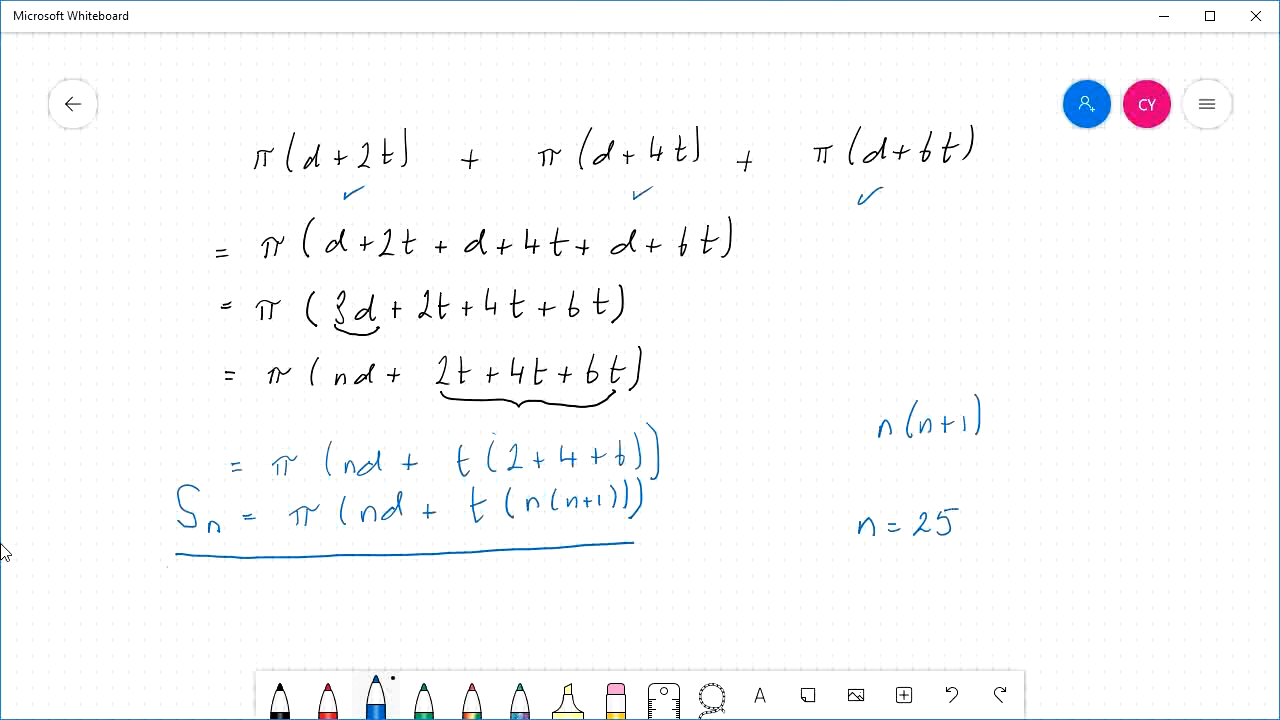 Microsoft Whiteboard
CY
π(d+2t) + π(d+4t) + π(d+6t)
= π(d+2t+d+4t+d+6t)
= π(3d+2t+4t+6t)
= π(nd+2t+4t+6t)
n(n+1)
= π(nd+t(2+4+6))
Sn = π(nd+t(n(n+1)))
n=25
A